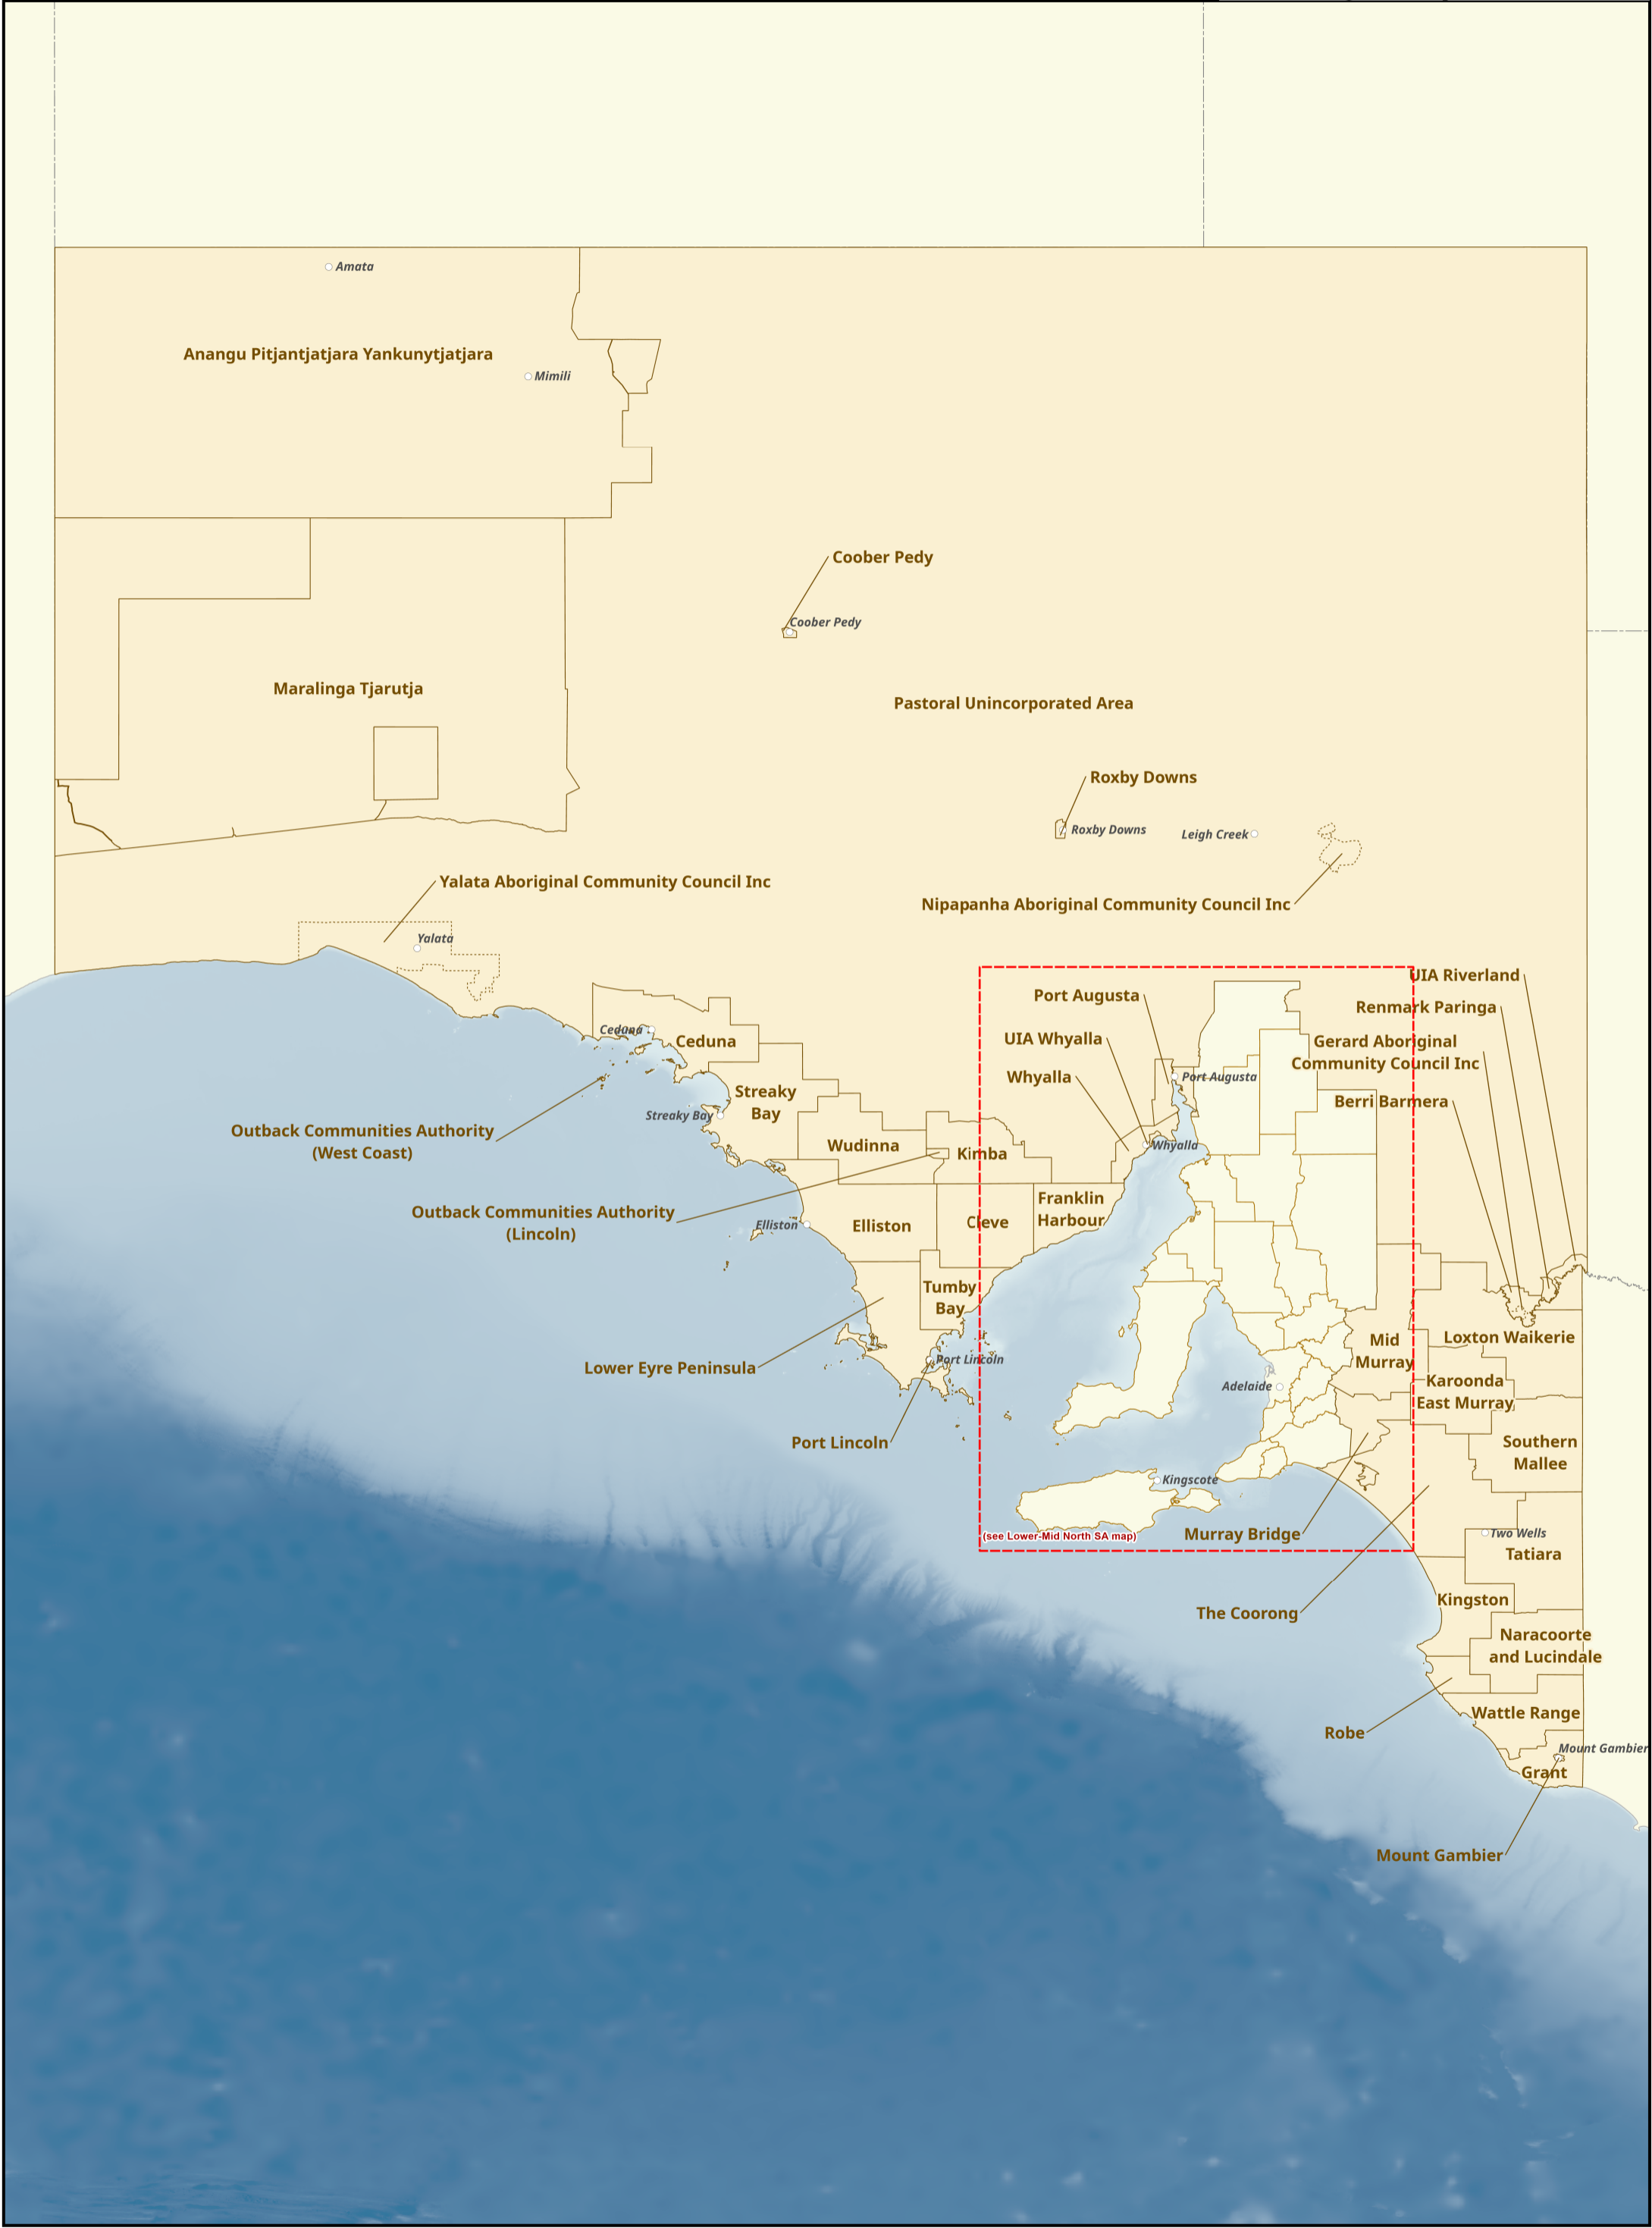 Amata
Anangu Pitjantjatjara Yankunytjatjara
Mimili
Coober Pedy
Coober Pedy
Maralinga Tjarutja
Pastoral Unincorporated Area
Roxby Downs
Roxby Downs
Leigh Creek
Yalata Aboriginal Community Council Inc
Nipapanha Aboriginal Community Council Inc
Yalata
UIA Riverland
Port Augusta
Renmark Paringa
Ceduna
Ceduna
UIA Whyalla
Gerard Aboriginal
Community Council Inc
Whyalla
Port Augusta
Streaky
Bay
Berri Barmera
Streaky Bay
Outback Communities Authority
(West Coast)
Wudinna
Kimba
Whyalla
Franklin
Harbour
Outback Communities Authority
(Lincoln)
Elliston
Elliston
Cleve
Tumby
Bay
Mid
Murray
Loxton Waikerie
Lower Eyre Peninsula
Port Lincoln
Adelaide
Karoonda
East Murray
Port Lincoln
Southern
Mallee
Kingscote
(see Lower-Mid North SA map)
Murray Bridge
Two Wells
Tatiara
The Coorong
Kingston
Naracoorte
and Lucindale
Robe
Wattle Range
Mount Gambier
Grant
Mount Gambier